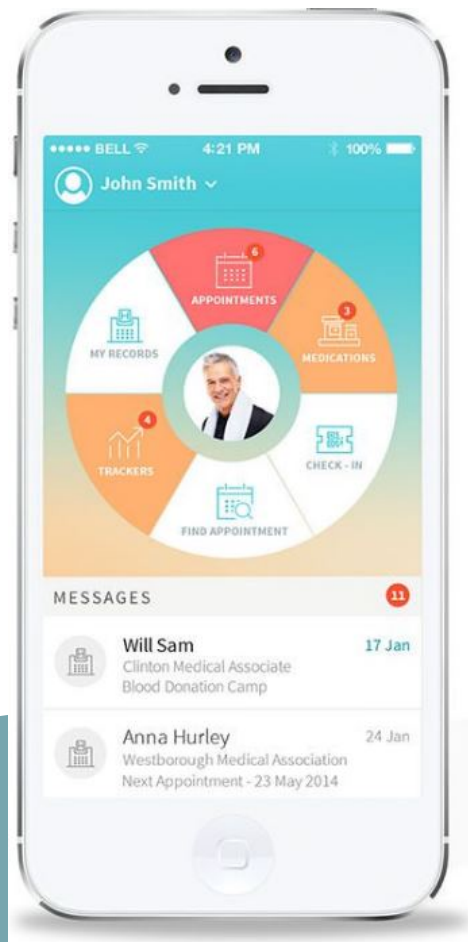 BELL 4:21 PM 100%
John Smith
6
APPOINTMENTS
3
MY RECORDS
MEDICATIONS
4
TRACKERS
CHECK - IN
FIND APPOINTMENT
MESSAGES 11
Will Sam 17 Jan
Clinton Medical Associate
Blood Donation Camp
Anna Hurley 24 Jan
Westborough Medical Association
Next Appointment - 23 May 2014